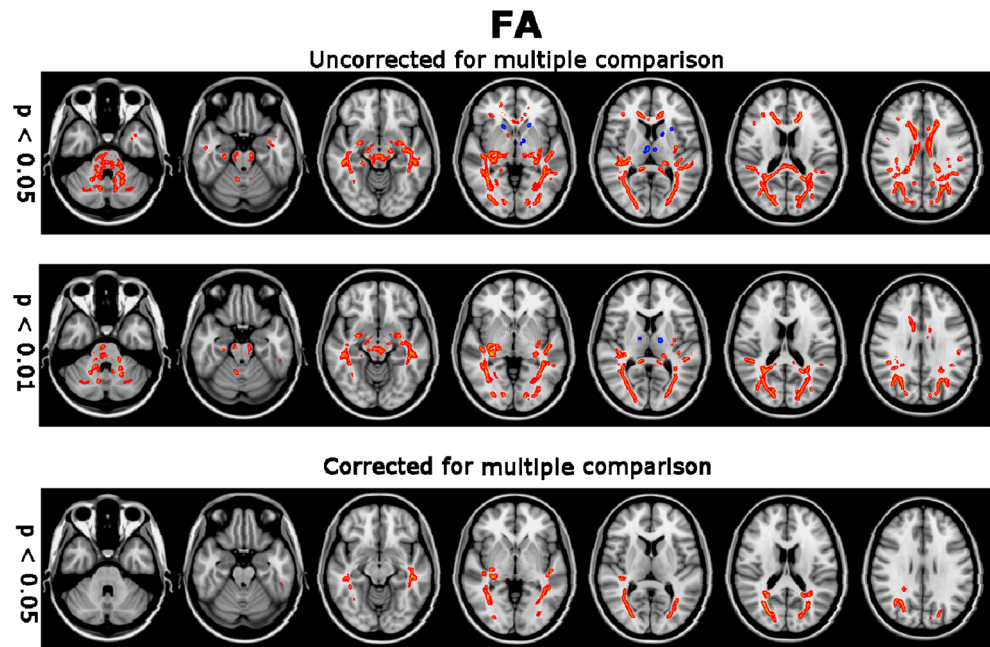 FA
Uncorrected for multiple comparison
p < 0.05
p < 0.01
Corrected for multiple comparison
p < 0.05